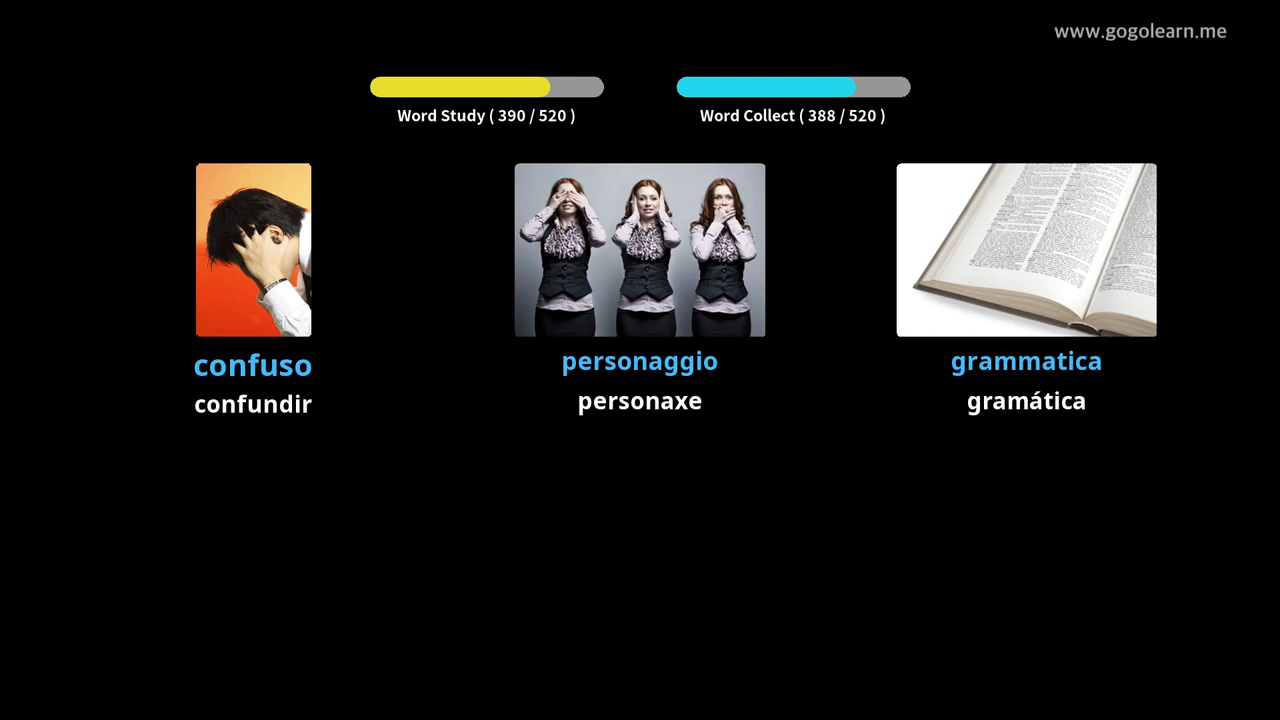 www.gogolearn.me
Word Study ( 390 / 520 )
Word Collect ( 388 / 520 )
confuso
confundir
personaggio
personaxe
grammatica
gramática